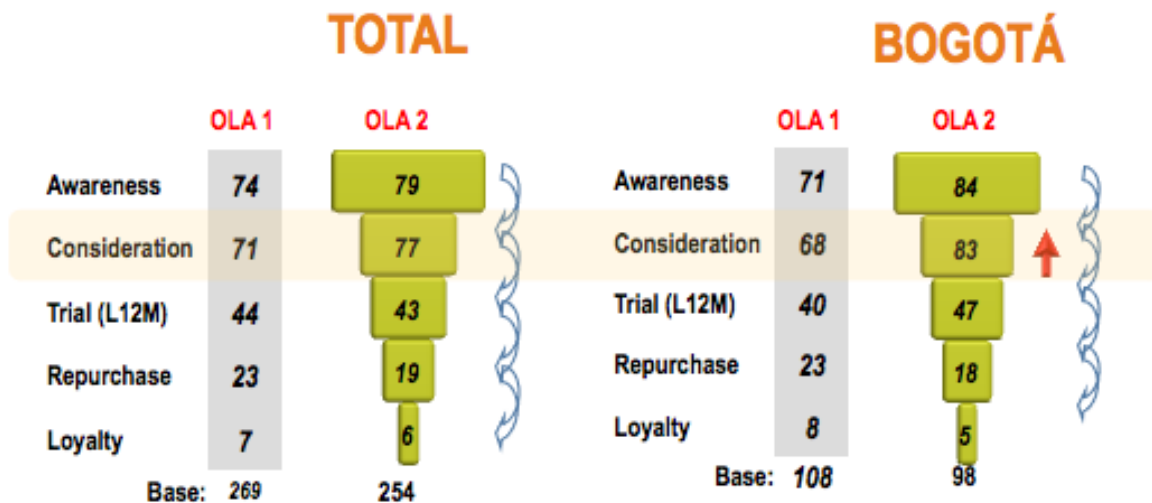 TOTAL
OLA 1 OLA 2
Awareness 74 79
Consideration 71 77
Trial (L12M) 44 43
Repurchase 23 19
Loyalty 7 6
Base: 269 254
BOGOTÁ
OLA 1 OLA 2
Awareness 71 84
Consideration 68 83
Trial (L12M) 40 47
Repurchase 23 18
Loyalty 8 5
Base: 108 98